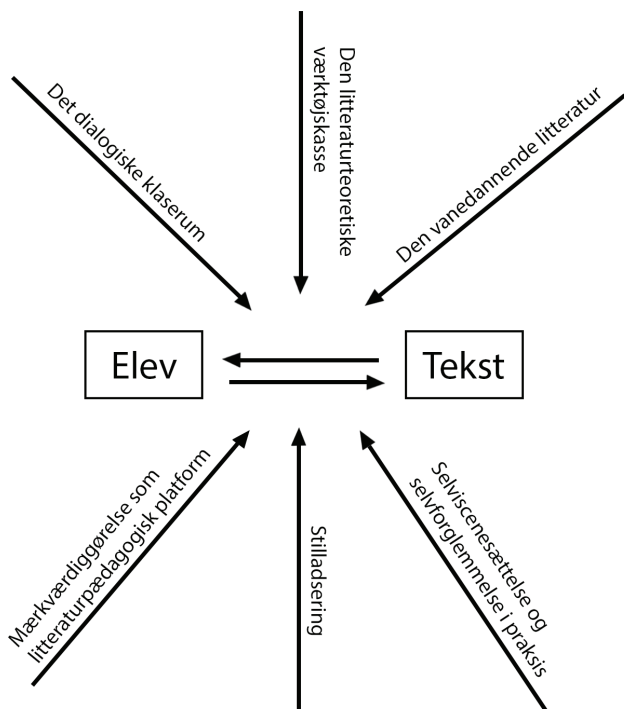 Det dialogiske klaserum
Den litteraturteoretiske
værktøjskasse
Den vanedannende litteratur
Elev
Tekst
Mærkværdiggørelse som
litteraturpædagogisk platform
Stilladsering
Selviscenesættelse og
selvforglemmelse i praksis